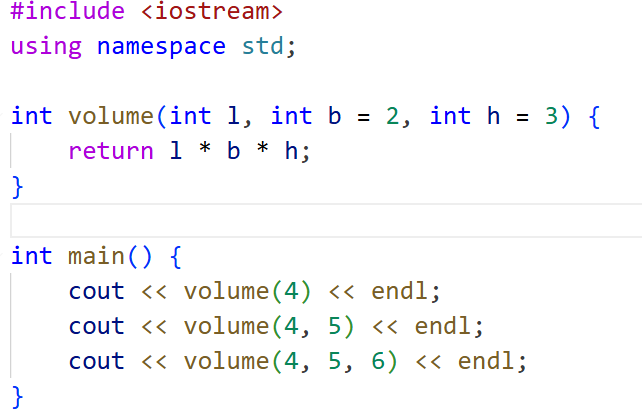 #include <iostream>
using namespace std;
int volume(int l, int b = 2, int h = 3) {
return l * b * h;
}
int main() {
cout << volume(4) << endl;
cout << volume(4, 5) << endl;
cout << volume(4, 5, 6) << endl;
}